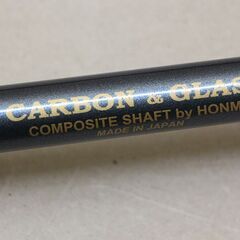 CARBON & GLAS
COMPOSITE SHAFT by HONM
MADE IN JAPAN